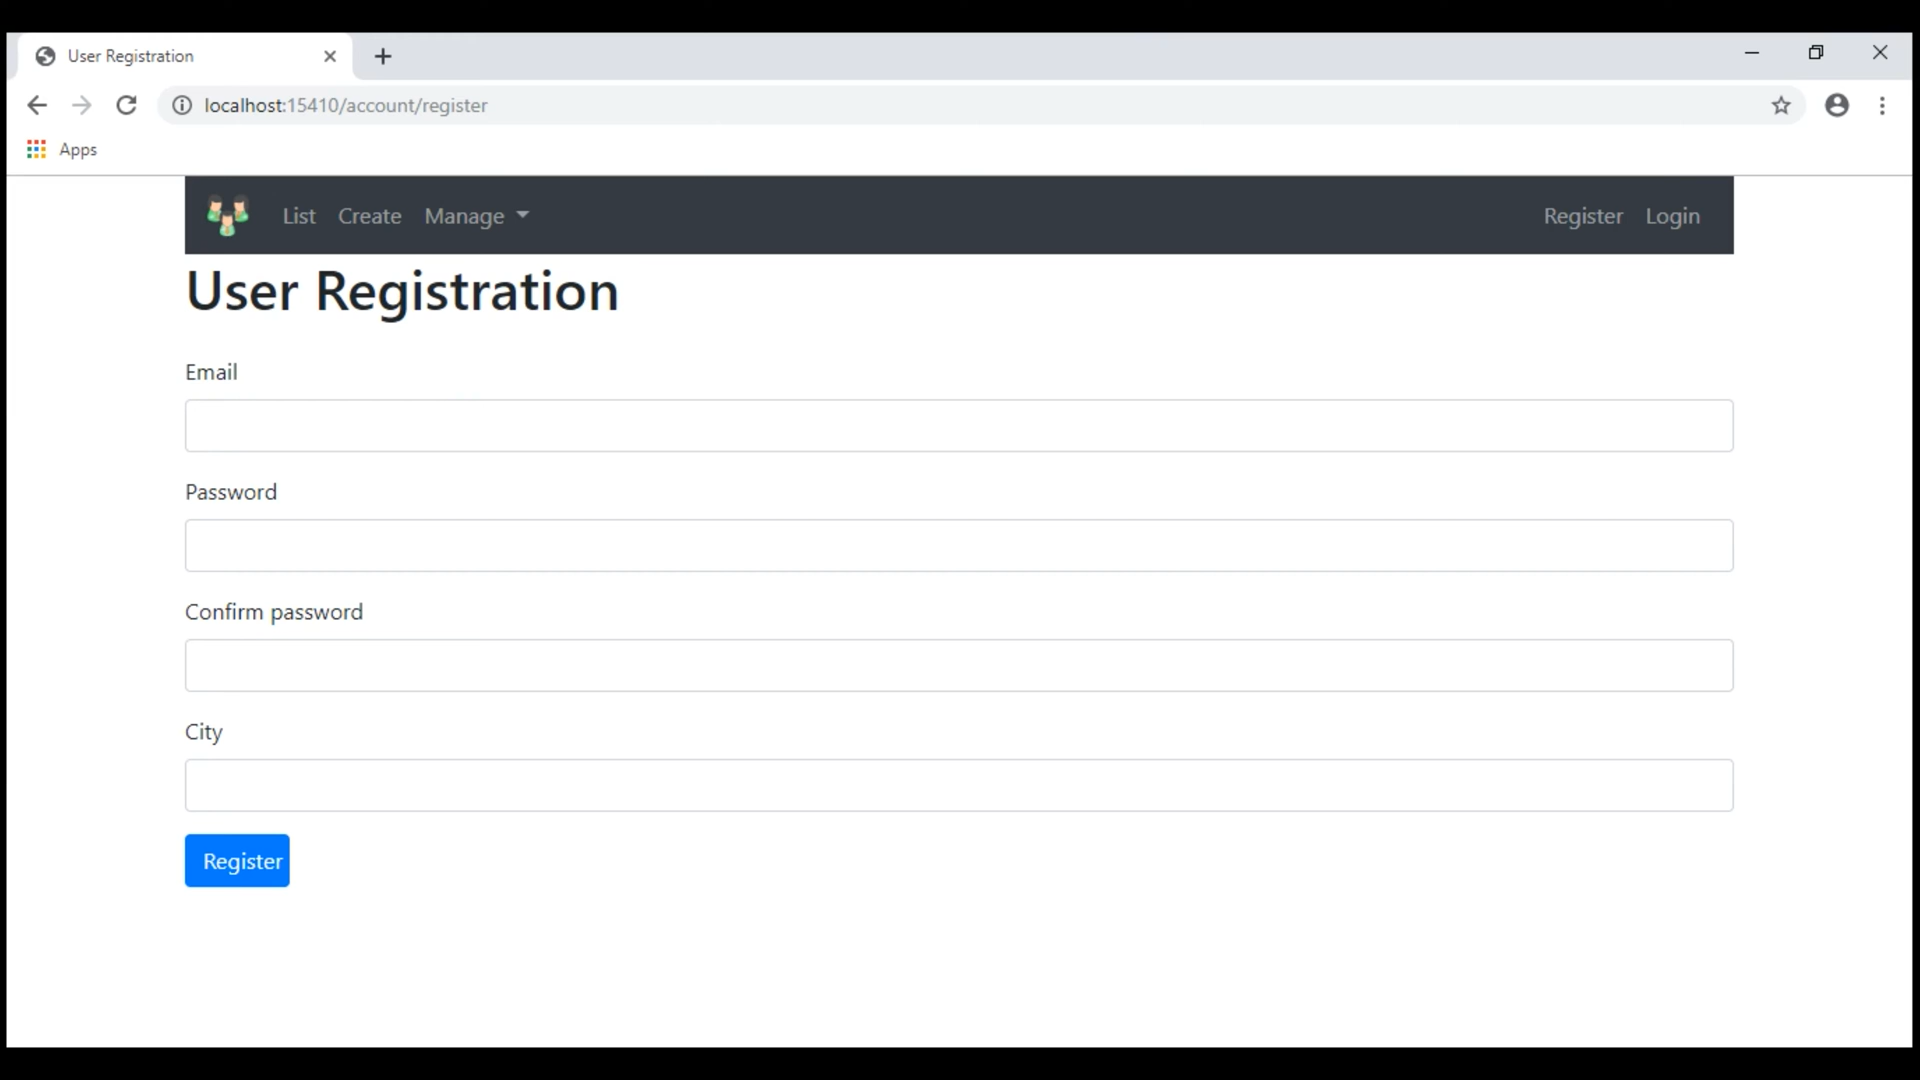 User Registration
localhost:15410/account/register
Apps
List Create Manage Register Login
User Registration
Email
Password
Confirm password
City
Register